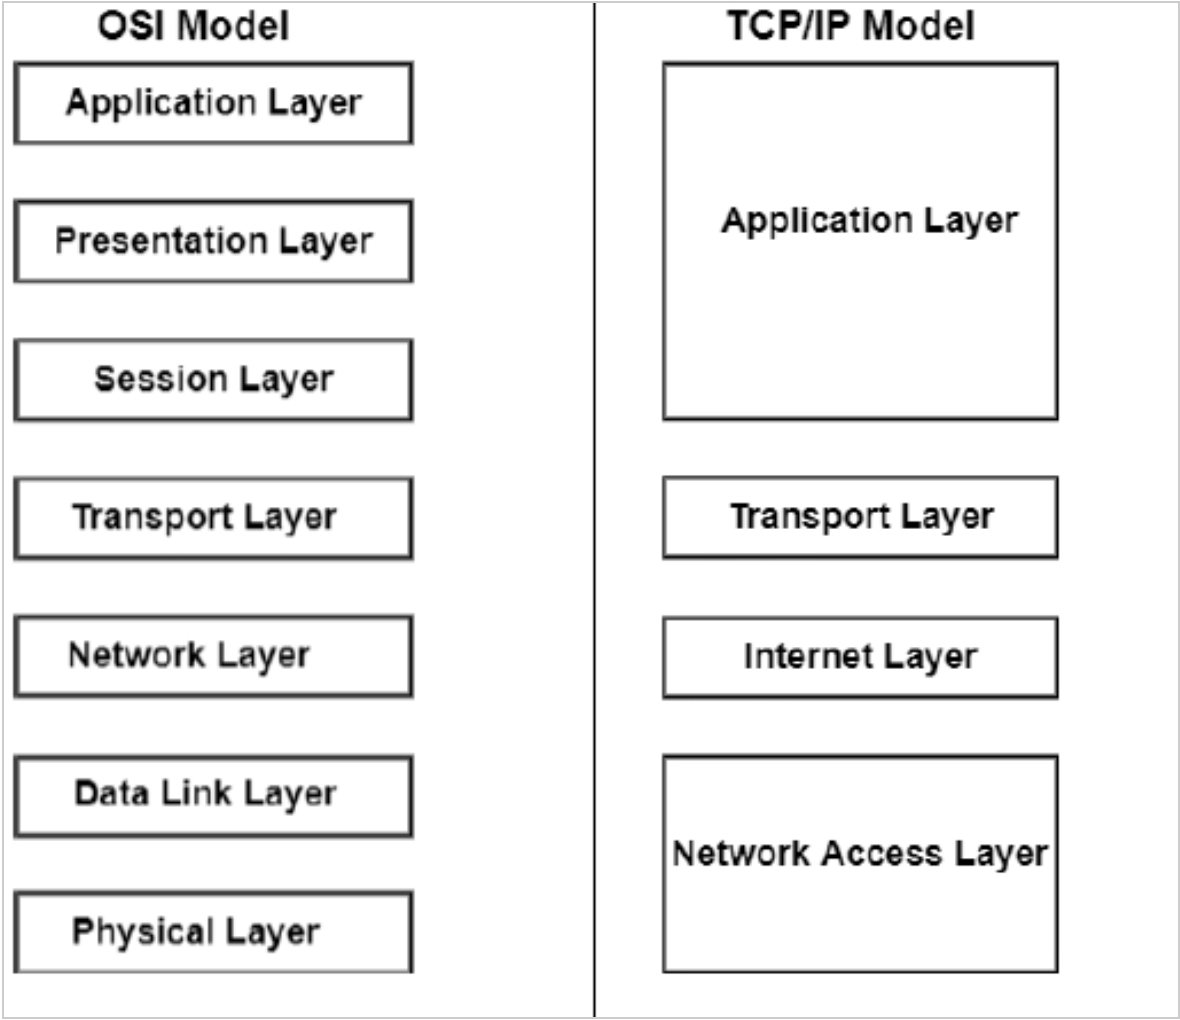 OSI Model
Application Layer
Presentation Layer
Session Layer
Transport Layer
Network Layer
Data Link Layer
Physical Layer
TCP/IP Model
Application Layer
Transport Layer
Internet Layer
Network Access Layer